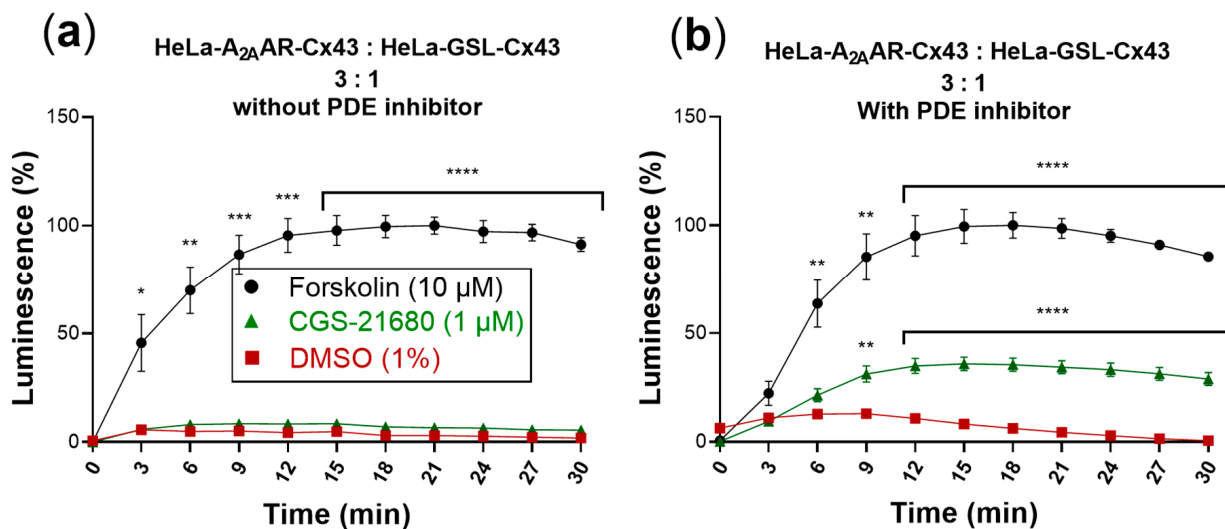 (a)
HeLa-A2AAR-Cx43 : HeLa-GSL-Cx43
3 : 1
without PDE inhibitor
Luminescence (%)
150
100
50
0
*
**
***
***
****
Forskolin (10 µM)
CGS-21680 (1 µM)
DMSO (1%)
0 3 6 9 12 15 18 21 24 27 30
Time (min)
(b)
HeLa-A2AAR-Cx43 : HeLa-GSL-Cx43
3 : 1
With PDE inhibitor
Luminescence (%)
150
100
50
0
**
**
****
**
****
0 3 6 9 12 15 18 21 24 27 30
Time (min)